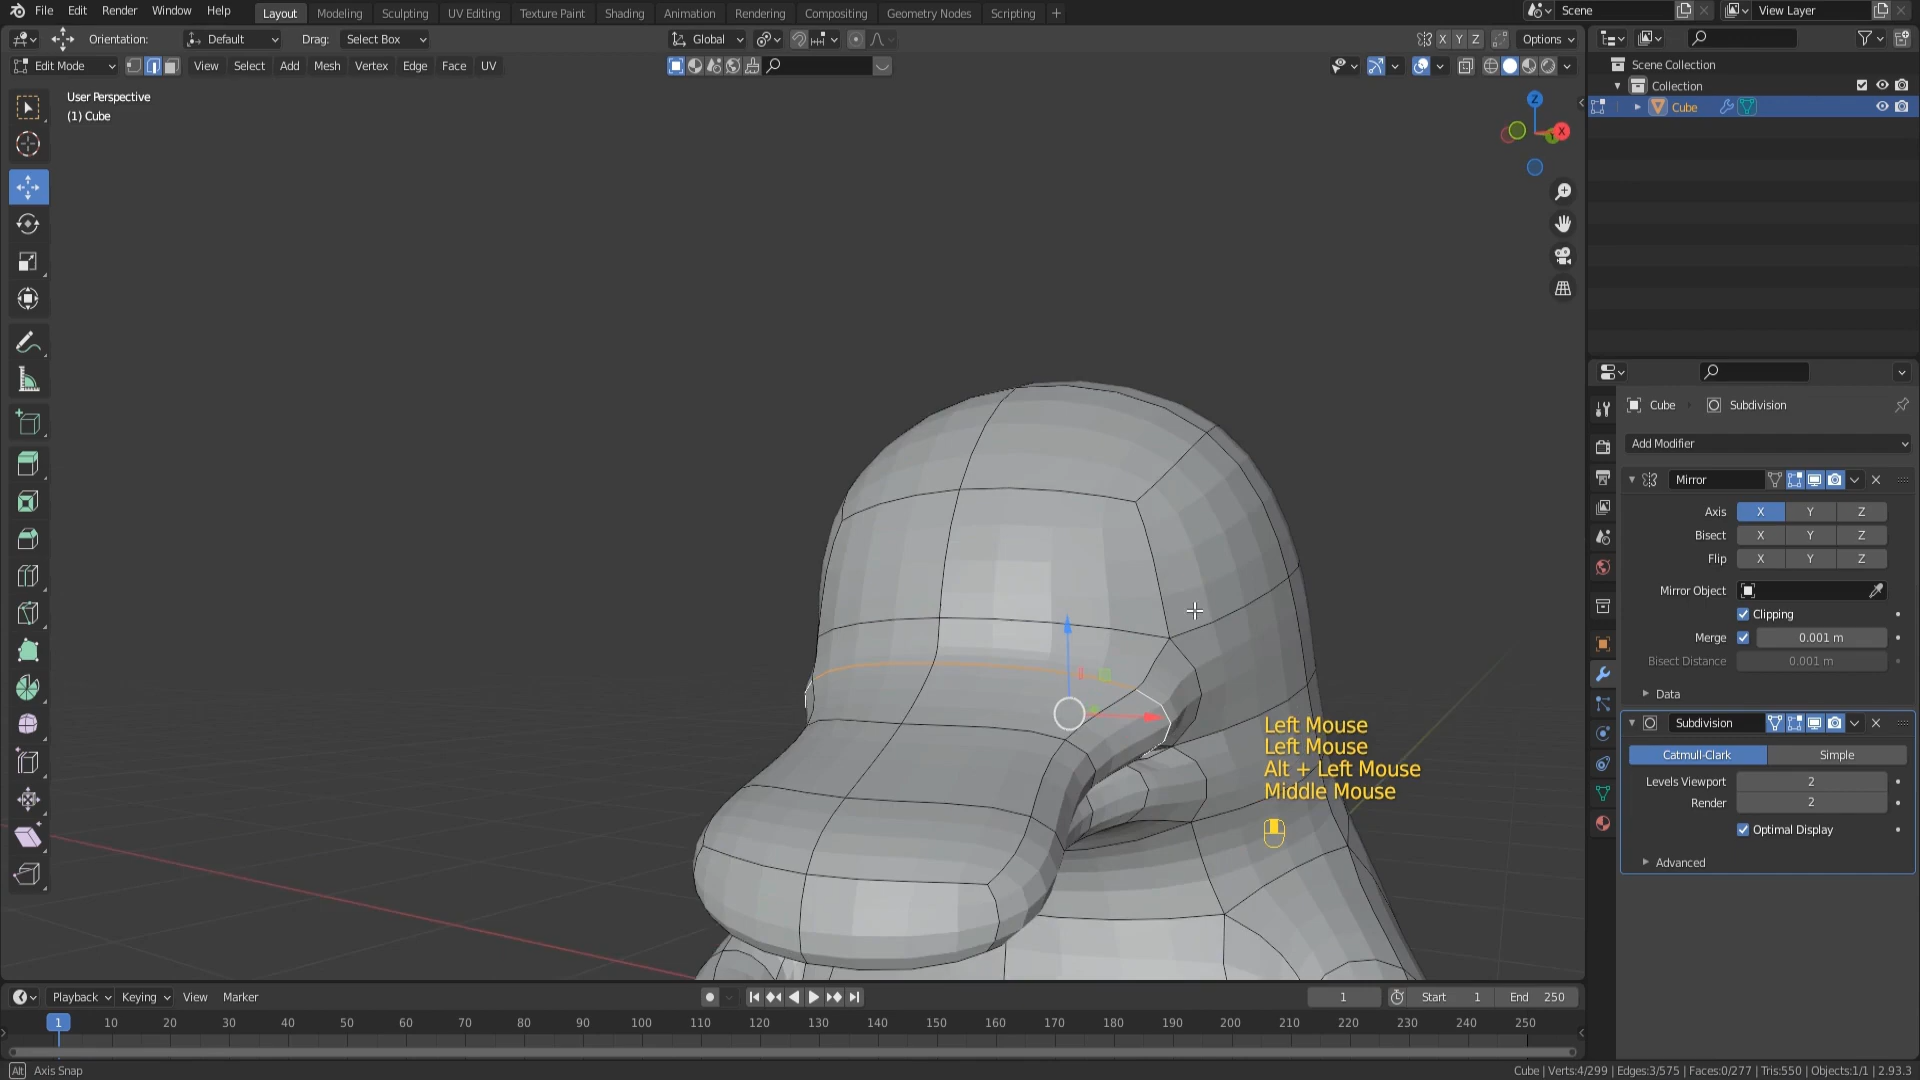 File Edit Render Window Help Layout Modeling Sculpting UV Editing Texture Paint Shading Animation Rendering Compositing Geometry Nodes Scripting + Scene View Layer
Orientation: Default Drag: Select Box Global X Y Z Options
Edit Mode View Select Add Mesh Vertex Edge Face UV
User Perspective
(1) Cube
Z
X
Y
Scene Collection
Collection
Cube
Cube Subdivision
Add Modifier
Mirror
Axis X Y Z
Bisect X Y Z
Flip X Y Z
Mirror Object
Clipping
Merge 0.001 m
Bisect Distance 0.001 m
Data
Subdivision
Catmull-Clark Simple
Levels Viewport 2
Render 2
Optimal Display
Advanced
Left Mouse
Left Mouse
Alt + Left Mouse
Middle Mouse
Playback Keying View Marker 1 Start 1 End 250
1 10 20 30 40 50 60 70 80 90 100 110 120 130 140 150 160 170 180 190 200 210 220 230 240 250
Alt Axis Snap Cube | Verts:4/299 | Edges:3/575 | Faces:0/277 | Tris:550 | Objects:1/1 | 2.93.3